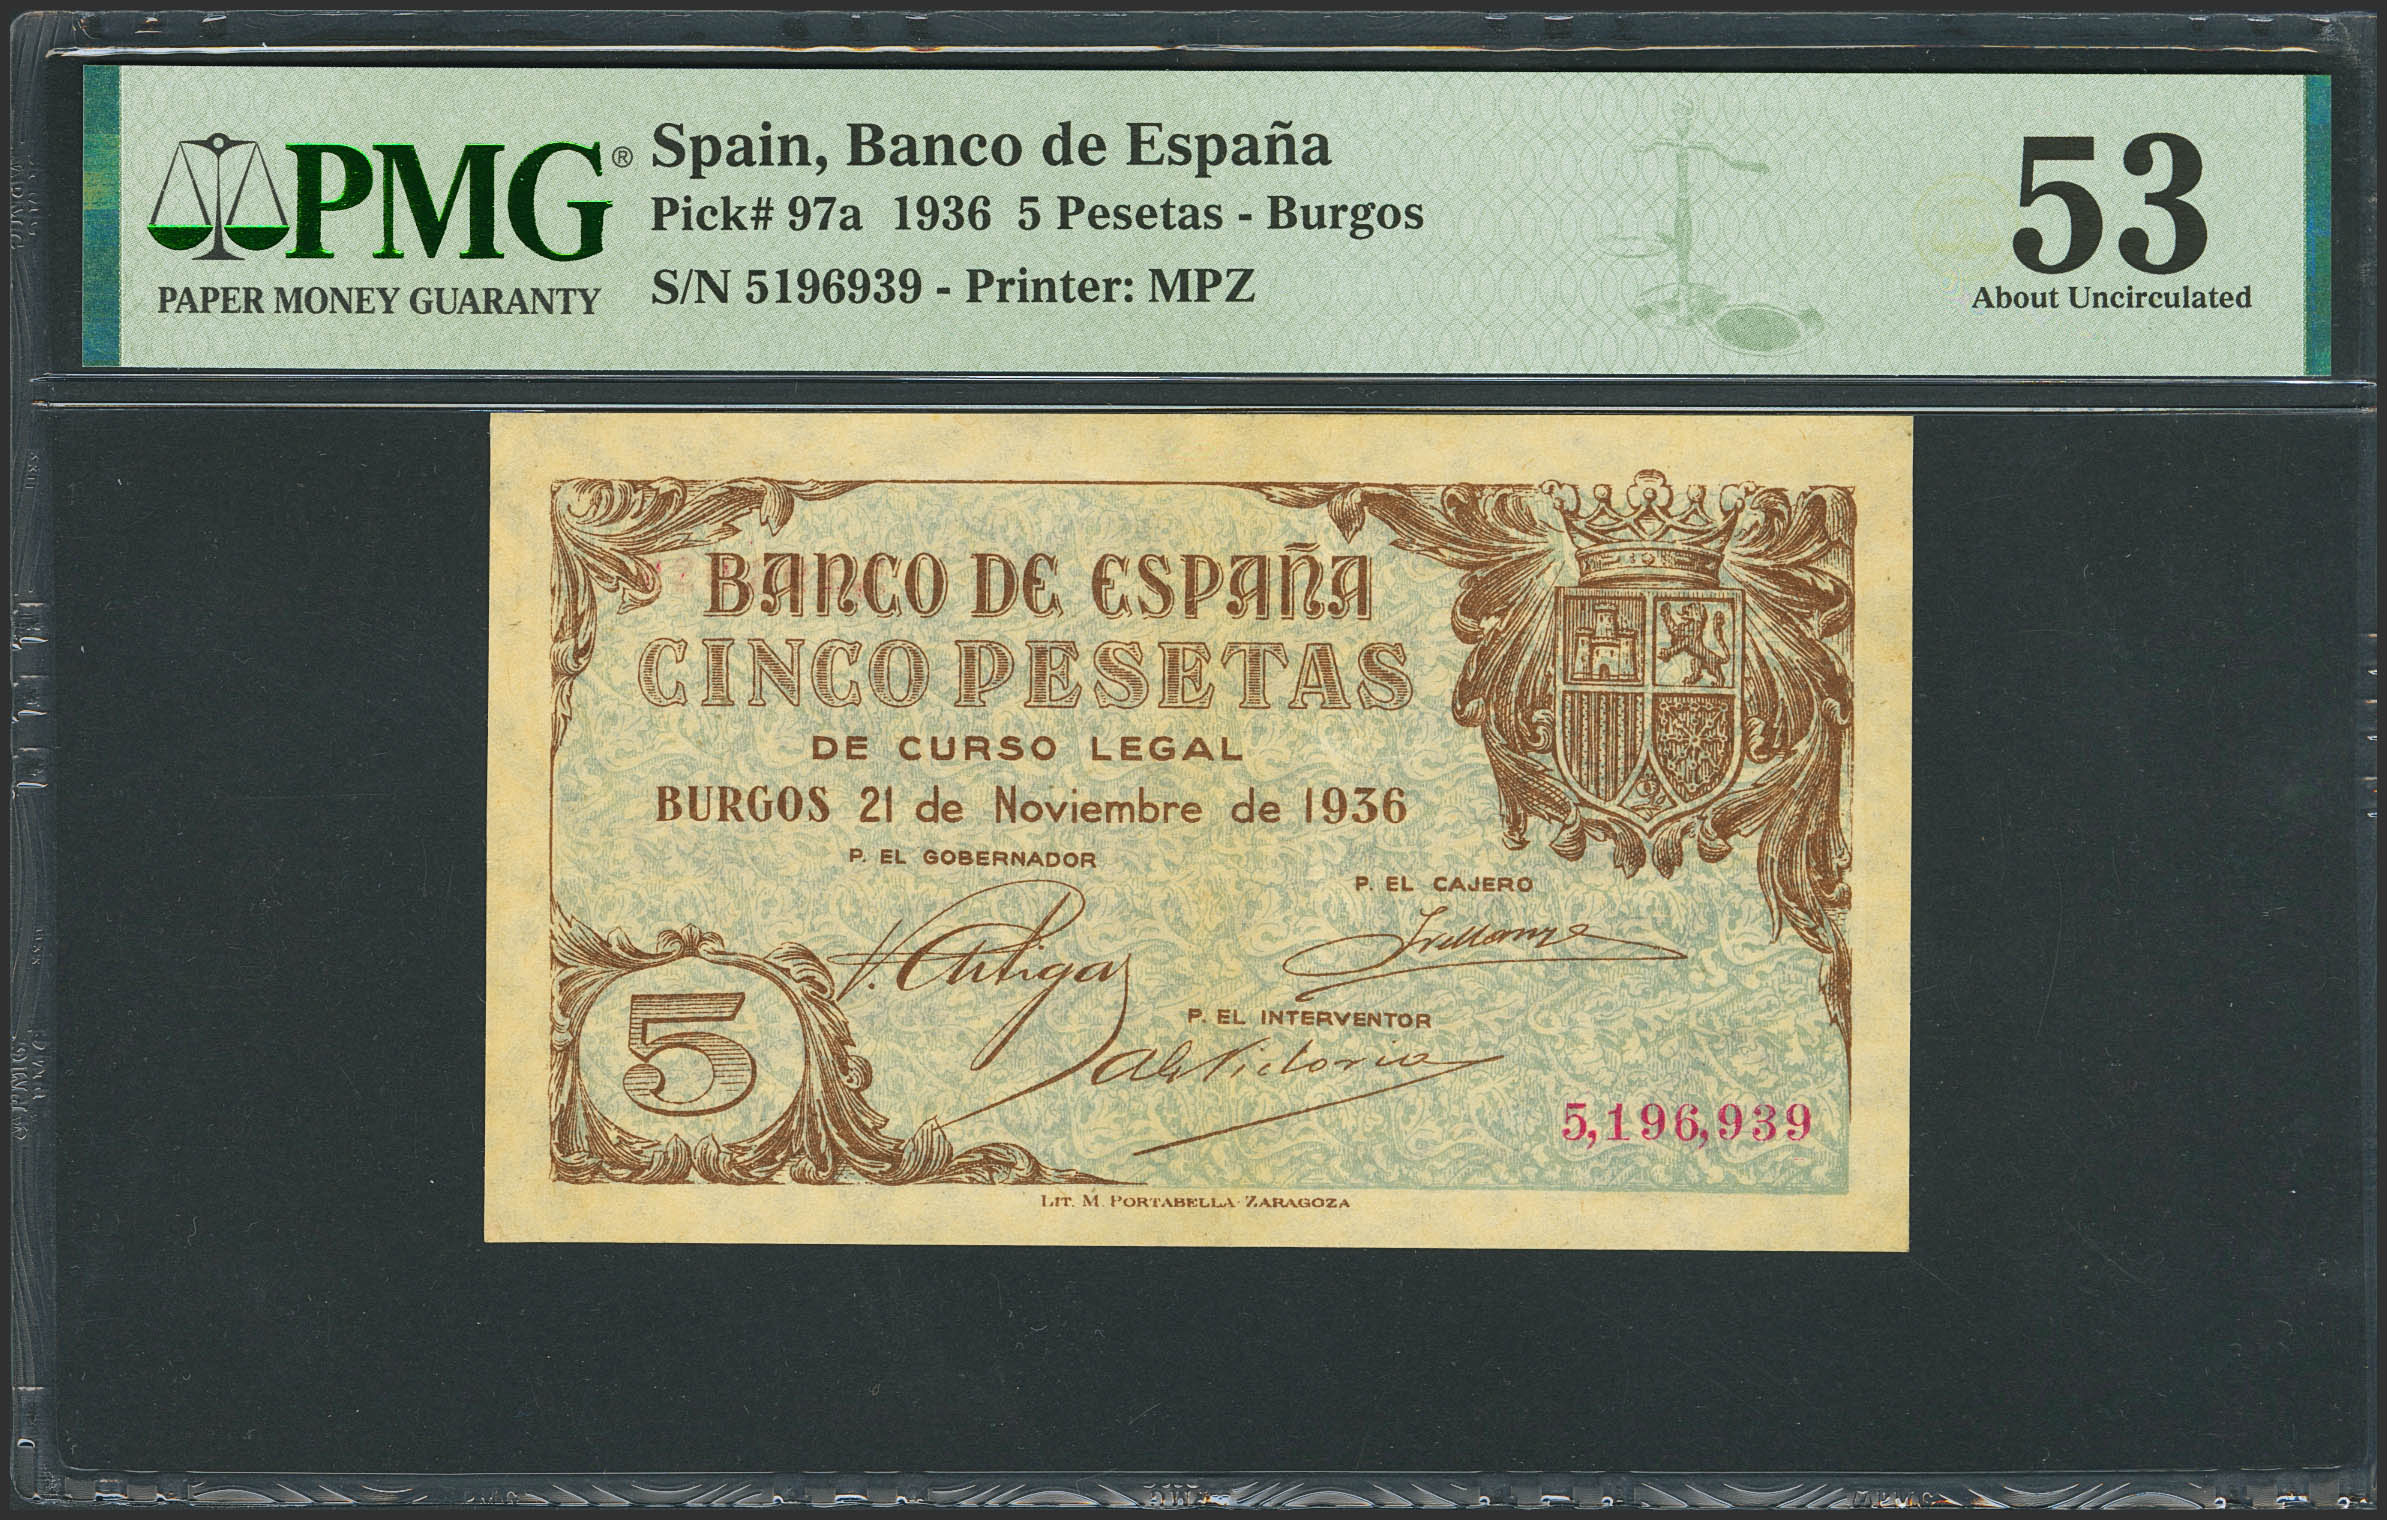 PMG®
PAPER MONEY GUARANTY
Spain, Banco de España
Pick# 97a 1936 5 Pesetas - Burgos
S/N 5196939 - Printer: MPZ
53
About Uncirculated
BANCO DE ESPAÑA
CINCO PESETAS
DE CURSO LEGAL
BURGOS 21 de Noviembre de 1936
P. EL GOBERNADOR
P. EL CAJERO
P. EL INTERVENTOR
5
5,196,939
LIT. M. PORTABELLA-ZARAGOZA